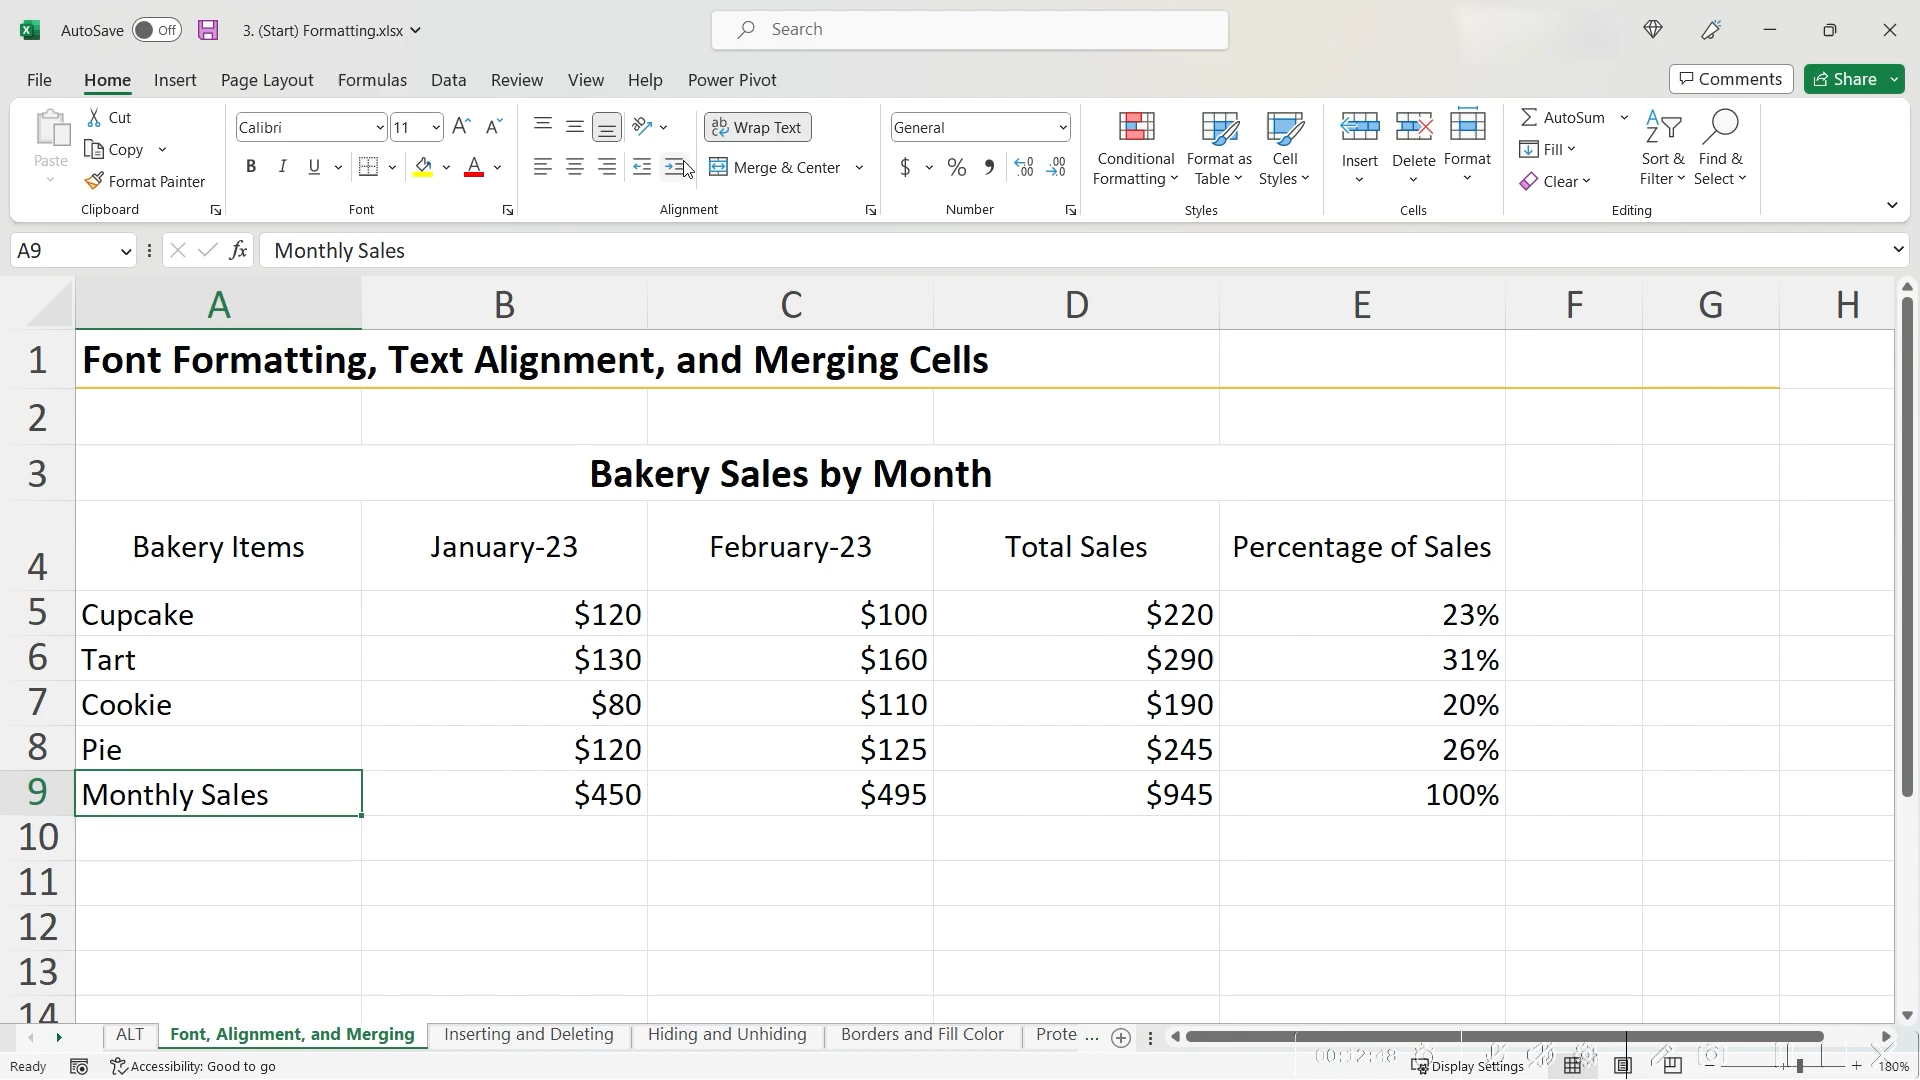 AutoSave Off 3. (Start) Formatting.xlsx Search
File Home Insert Page Layout Formulas Data Review View Help Power Pivot Comments Share
Paste Cut Copy Format Painter Clipboard
Calibri 11 B I U A Font
ab Wrap Text Merge & Center Alignment
General $ % Number
Conditional Formatting Format as Table Cell Styles Styles
Insert Delete Format Cells
AutoSum Fill Clear Sort & Filter Find & Select Editing
A9 fx Monthly Sales
A B C D E F G H
1 Font Formatting, Text Alignment, and Merging Cells
2
3 Bakery Sales by Month
4 Bakery Items January-23 February-23 Total Sales Percentage of Sales
5 Cupcake $120 $100 $220 23%
6 Tart $130 $160 $290 31%
7 Cookie $80 $110 $190 20%
8 Pie $120 $125 $245 26%
9 Monthly Sales $450 $495 $945 100%
10
11
12
13
14
ALT Font, Alignment, and Merging Inserting and Deleting Hiding and Unhiding Borders and Fill Color Prote ...
Ready Accessibility: Good to go 00:12:48 Display Settings 180%